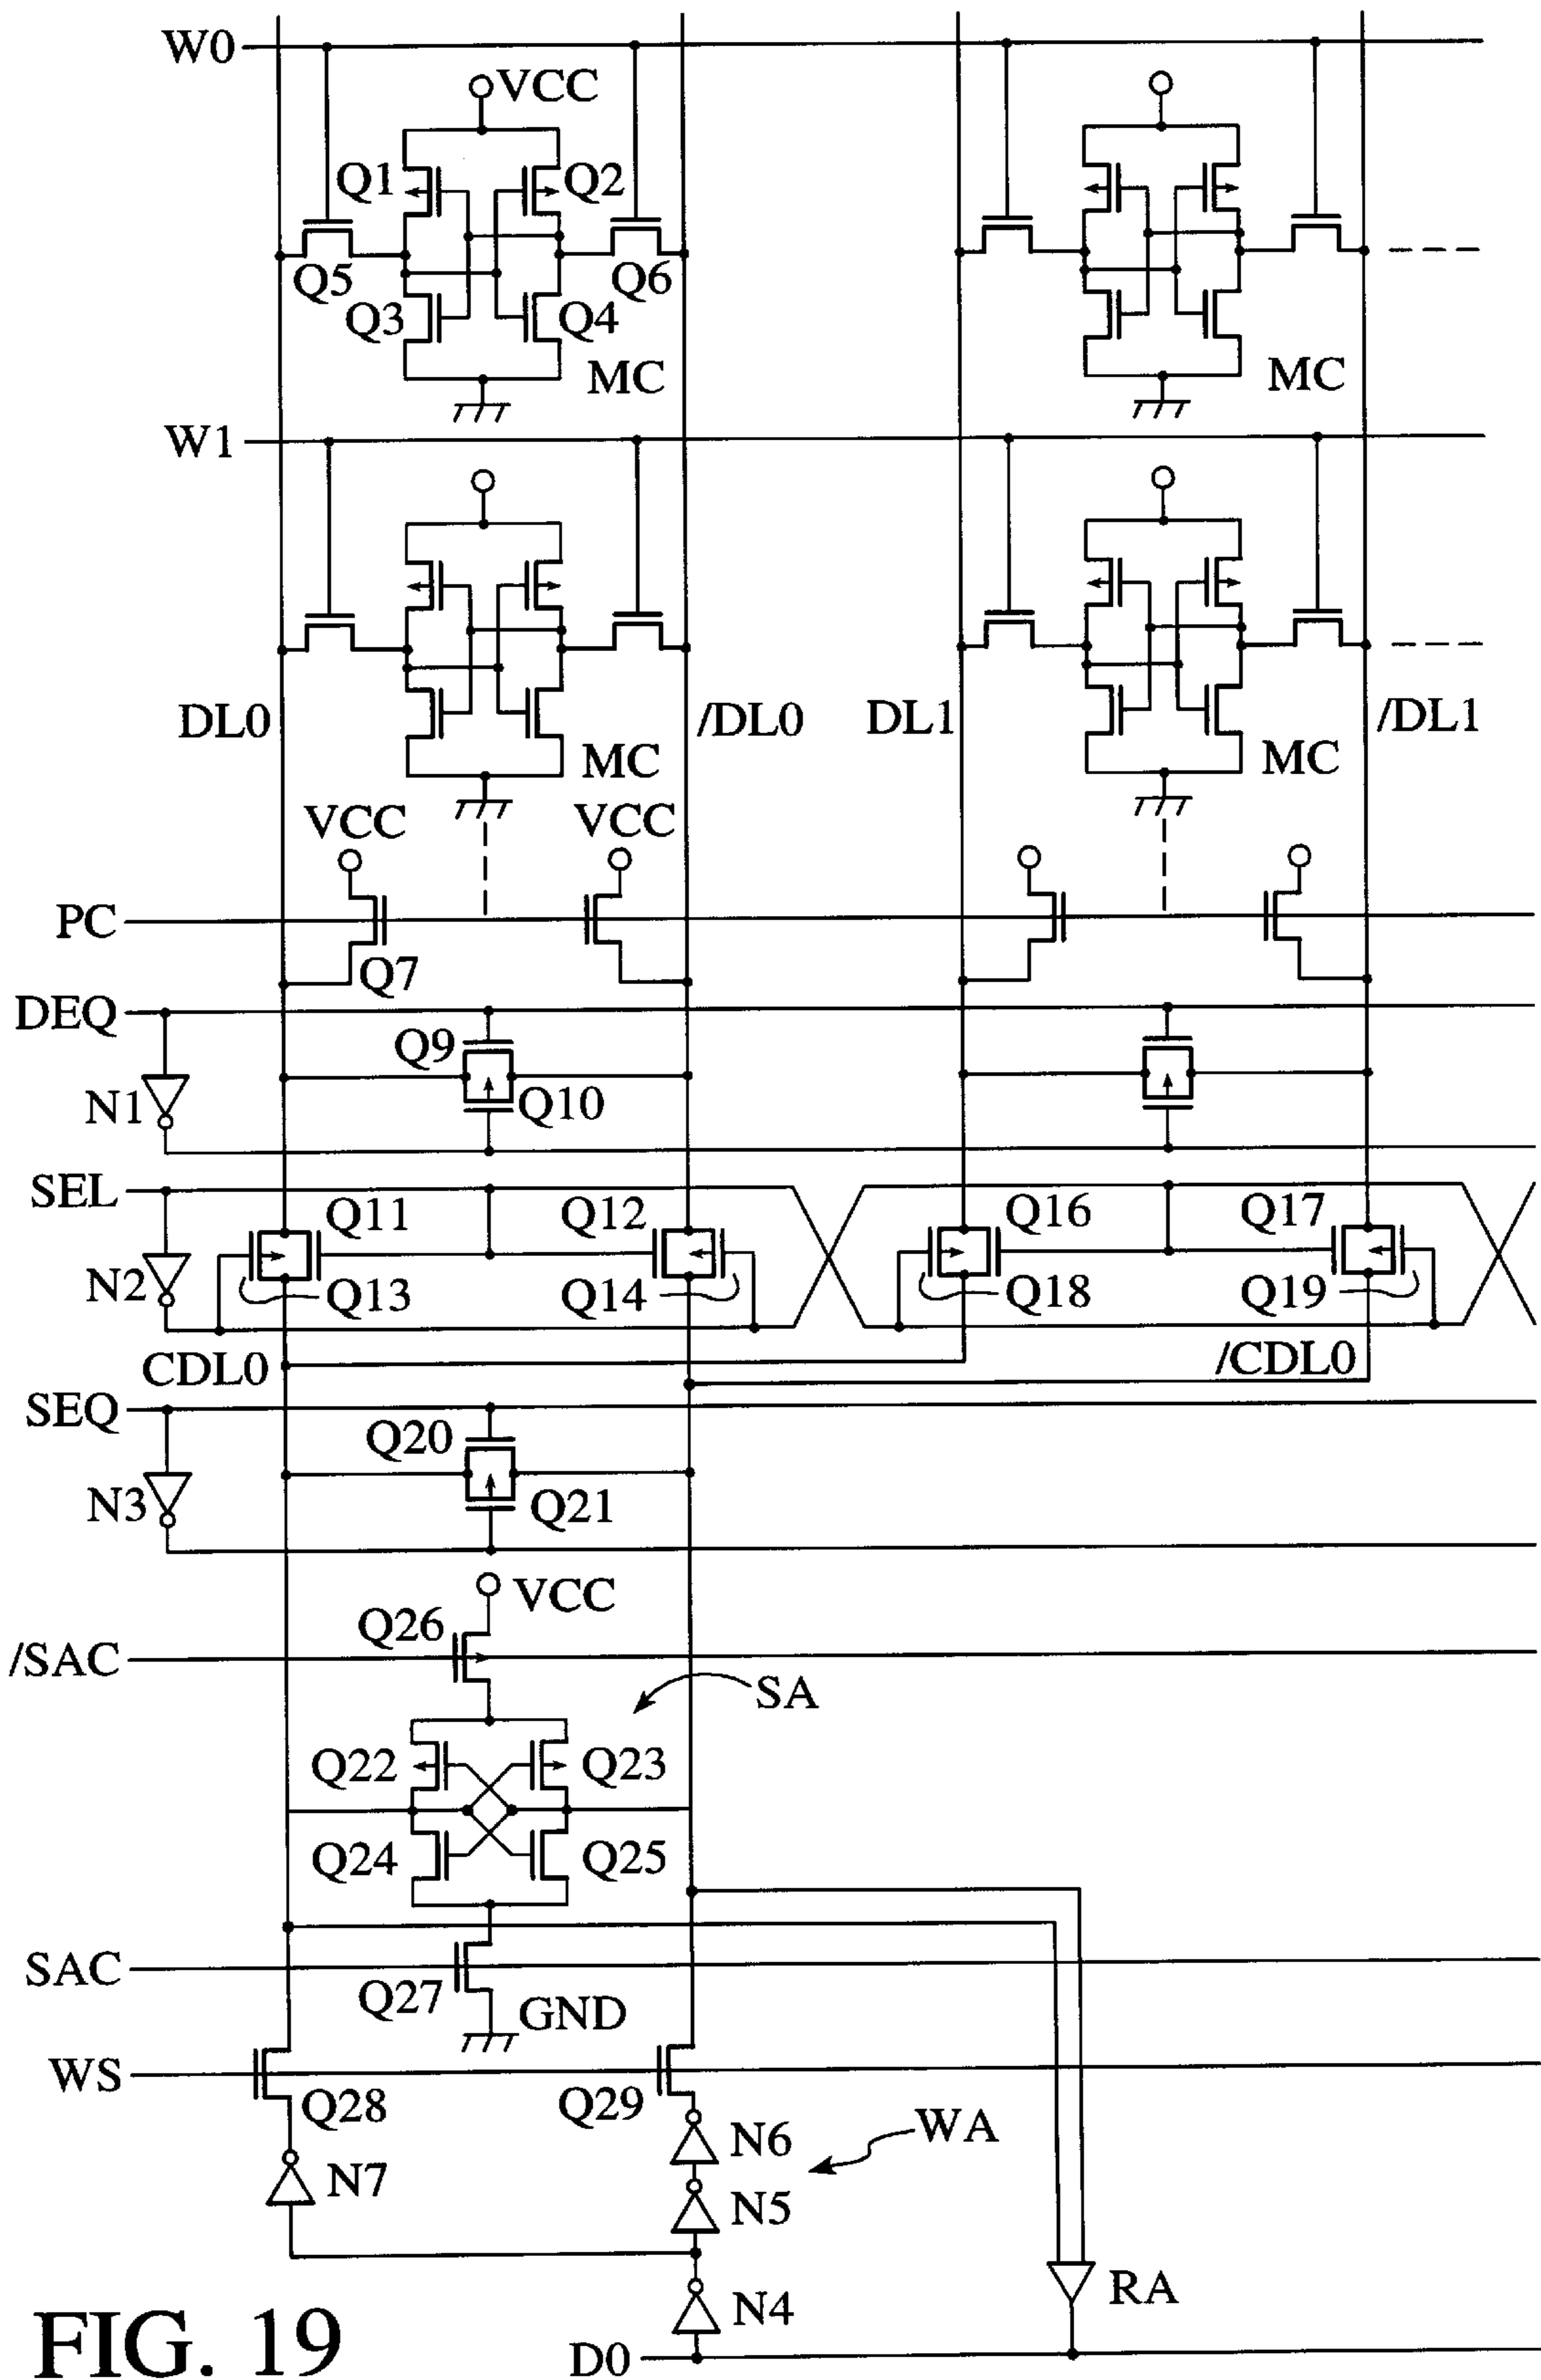 W0
VCC
Q1 Q2
Q5 Q6
Q3 Q4
MC MC
W1
DL0 /DL0 DL1 /DL1
MC MC
VCC VCC
PC
Q7
DEQ
Q9
N1 Q10
SEL
Q11 Q12 Q16 Q17
N2 Q13 Q14 Q18 Q19
CDL0 /CDL0
SEQ
Q20
N3 Q21
VCC
Q26
/SAC
SA
Q22 Q23
Q24 Q25
SAC
Q27 GND
WS
Q28 Q29
N6 WA
N7
N5
RA
N4
FIG. 19
D0